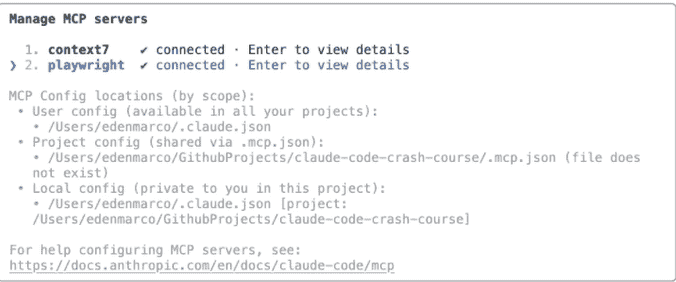 Manage MCP servers
1. context7 ✔ connected · Enter to view details
❯ 2. playwright ✔ connected · Enter to view details
MCP Config locations (by scope):
• User config (available in all your projects):
• /Users/edenmarco/.claude.json
• Project config (shared via .mcp.json):
• /Users/edenmarco/GithubProjects/claude-code-crash-course/.mcp.json (file does
not exist)
• Local config (private to you in this project):
• /Users/edenmarco/.claude.json [project:
/Users/edenmarco/GithubProjects/claude-code-crash-course]
For help configuring MCP servers, see:
https://docs.anthropic.com/en/docs/claude-code/mcp